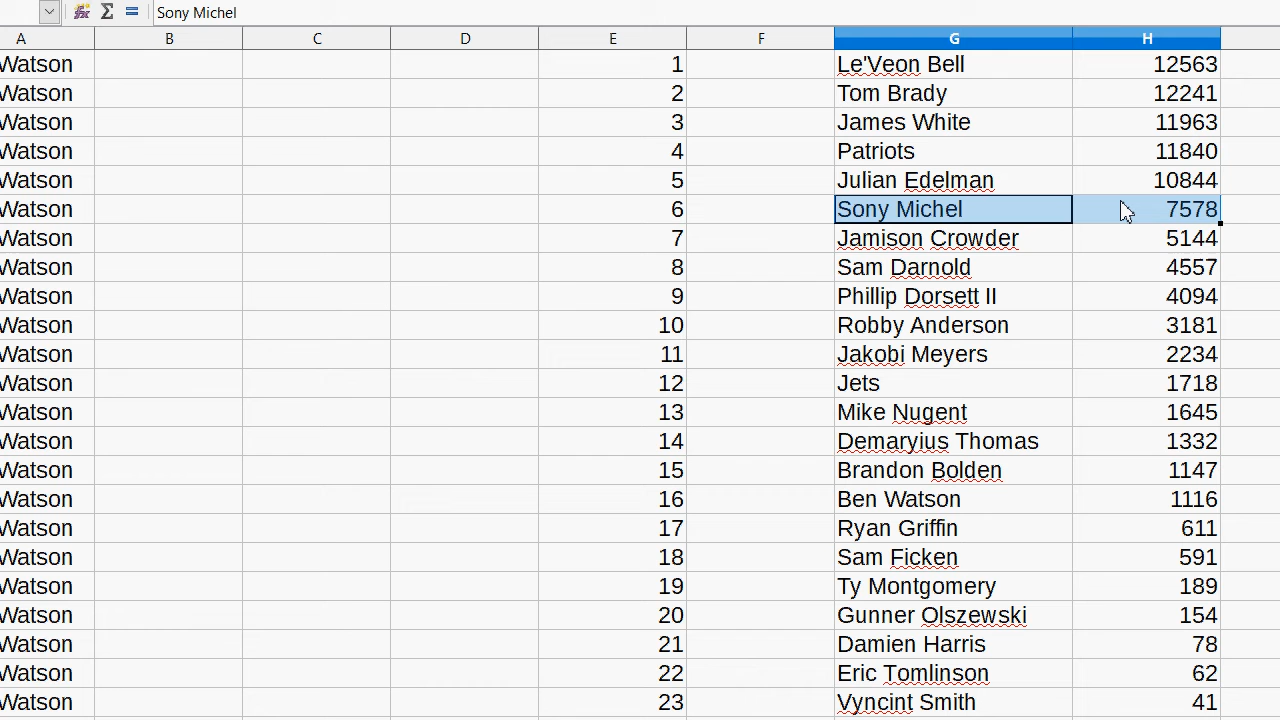 Sony Michel
A B C D E F G H
Watson 1 Le'Veon Bell 12563
Watson 2 Tom Brady 12241
Watson 3 James White 11963
Watson 4 Patriots 11840
Watson 5 Julian Edelman 10844
Watson 6 Sony Michel 7578
Watson 7 Jamison Crowder 5144
Watson 8 Sam Darnold 4557
Watson 9 Phillip Dorsett II 4094
Watson 10 Robby Anderson 3181
Watson 11 Jakobi Meyers 2234
Watson 12 Jets 1718
Watson 13 Mike Nugent 1645
Watson 14 Demaryius Thomas 1332
Watson 15 Brandon Bolden 1147
Watson 16 Ben Watson 1116
Watson 17 Ryan Griffin 611
Watson 18 Sam Ficken 591
Watson 19 Ty Montgomery 189
Watson 20 Gunner Olszewski 154
Watson 21 Damien Harris 78
Watson 22 Eric Tomlinson 62
Watson 23 Vyncint Smith 41